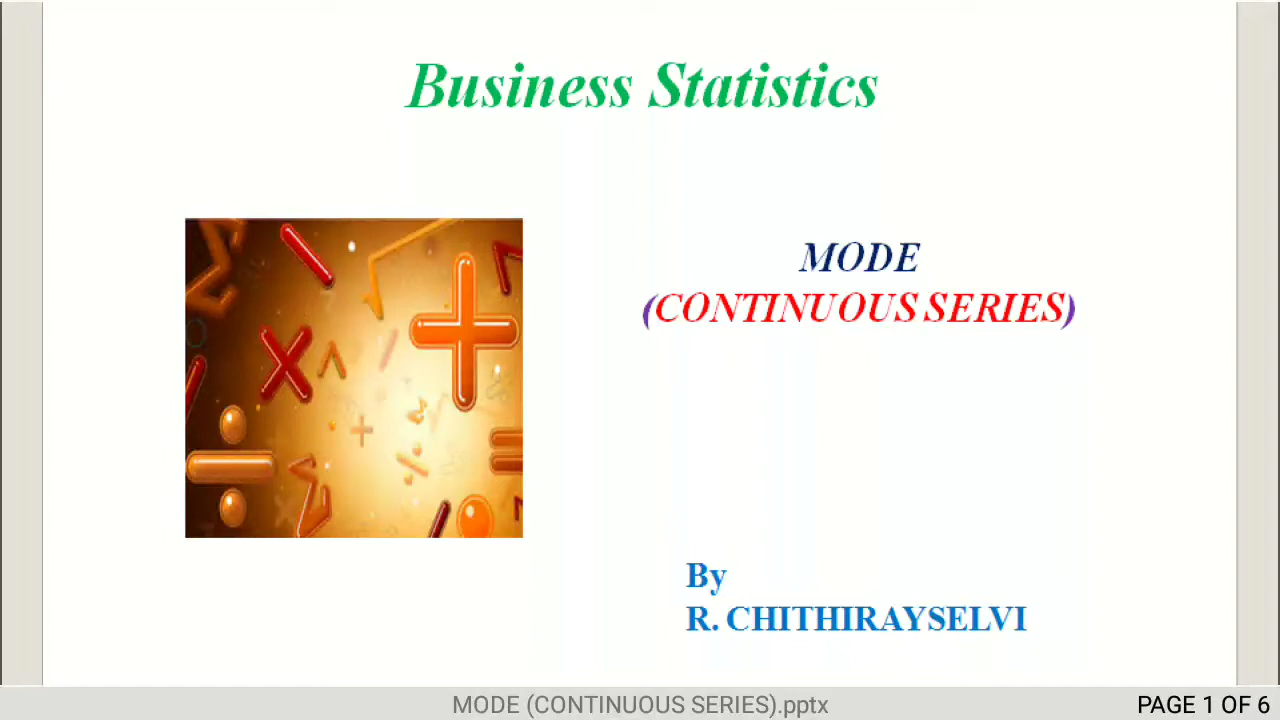 Business Statistics
MODE
(CONTINUOUS SERIES)
By
R. CHITHIRAYSELVI
MODE (CONTINUOUS SERIES).pptx
PAGE 1 OF 6